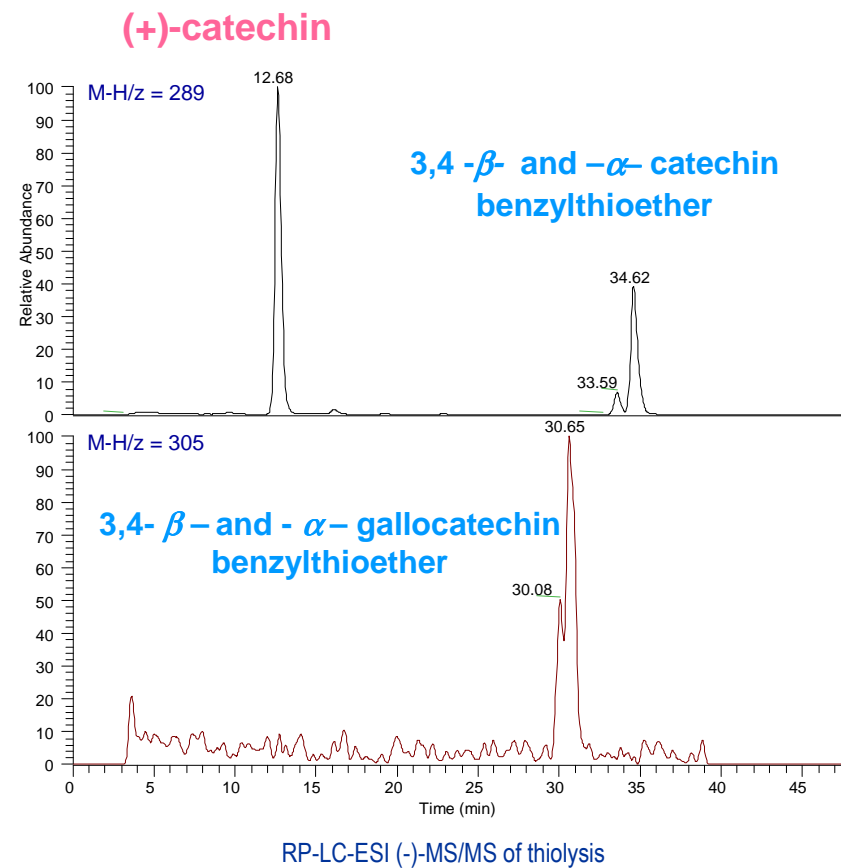 (+)-catechin
M-H/z = 289
12.68
3,4 -β- and –α– catechin
benzylthioether
34.62
33.59
Relative Abundance
100
90
80
70
60
50
40
30
20
10
0
M-H/z = 305
30.65
3,4- β – and - α – gallocatechin
benzylthioether
30.08
100
90
80
70
60
50
40
30
20
10
0
0 5 10 15 20 25 30 35 40 45
Time (min)
RP-LC-ESI (-)-MS/MS of thiolysis